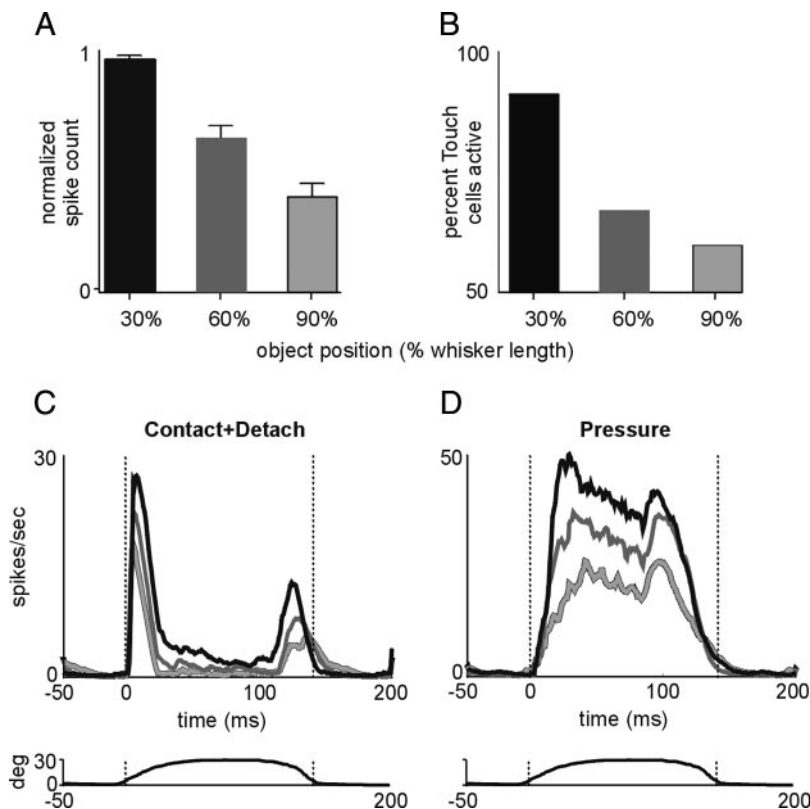 A
B
1
normalized
spike count
0
30%
60%
90%
100
percent Touch
cells active
50
30%
60%
90%
object position (% whisker length)
C
D
Contact+Detach
Pressure
30
spikes/sec
0
-50
0
100
200
time (ms)
50
0
-50
0
100
200
time (ms)
deg
30
0
-50
200
-50
200